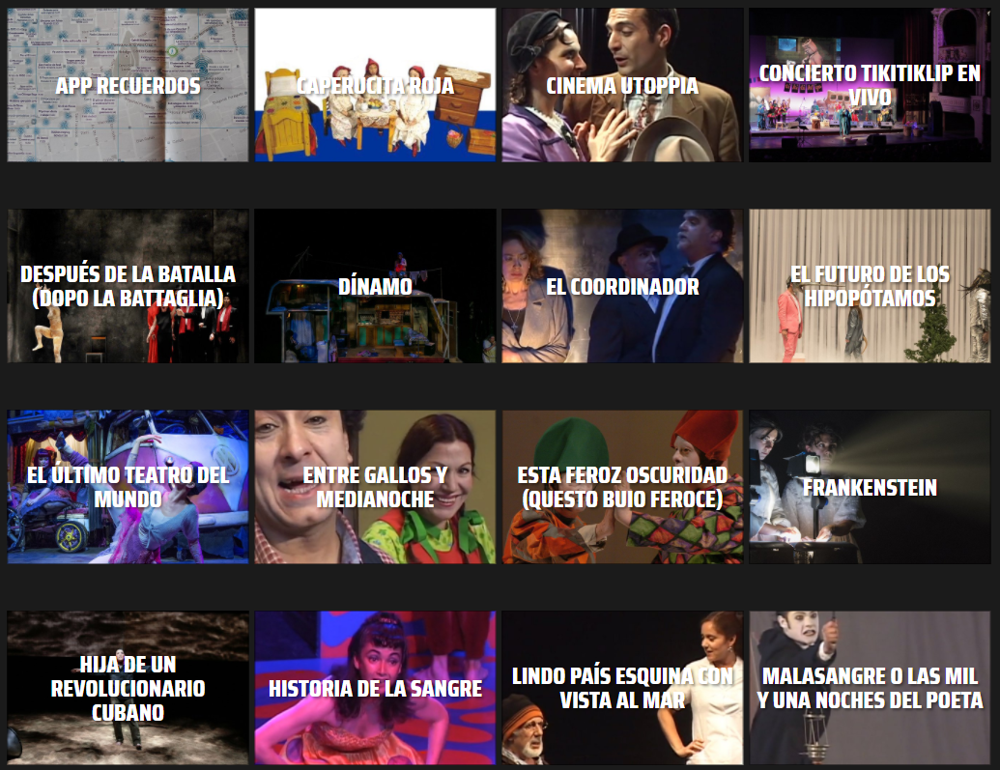 APP RECUERDOS
CAPERUCITA ROJA
CINEMA UTOPPIA
CONCIERTO TIKITIKLIP EN
VIVO
DESPUÉS DE LA BATALLA
(DOPO LA BATTAGLIA)
DÍNAMO
EL COORDINADOR
EL FUTURO DE LOS
HIPOPÓTAMOS
EL ÚLTIMO TEATRO DEL
MUNDO
ENTRE GALLOS Y
MEDIANOCHE
ESTA FEROZ OSCURIDAD
(QUESTO BUIO FEROCE)
FRANKENSTEIN
HIJA DE UN
REVOLUCIONARIO
CUBANO
HISTORIA DE LA SANGRE
LINDO PAÍS ESQUINA CON
VISTA AL MAR
MALASANGRE O LAS MIL
Y UNA NOCHES DEL POETA